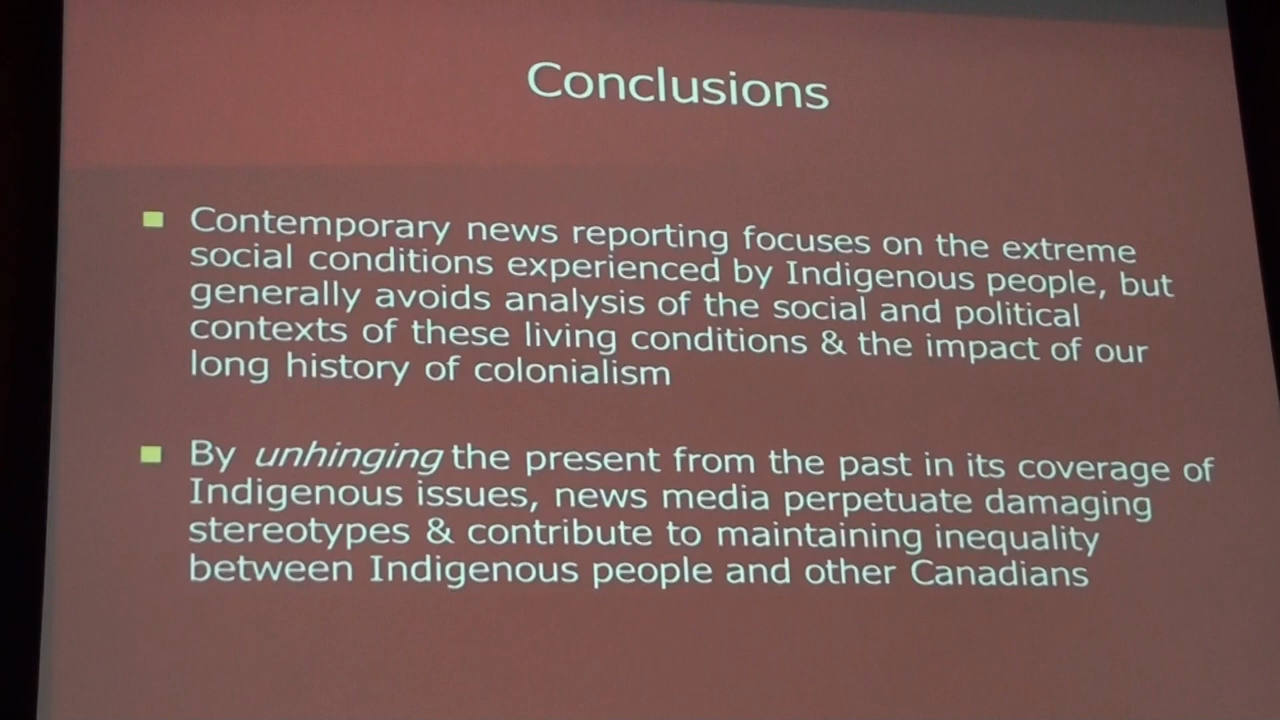 Conclusions
Contemporary news reporting focuses on the extreme
social conditions experienced by Indigenous people, but
generally avoids analysis of the social and political
contexts of these living conditions & the impact of our
long history of colonialism
By unhinging the present from the past in its coverage of
Indigenous issues, news media perpetuate damaging
stereotypes & contribute to maintaining inequality
between Indigenous people and other Canadians